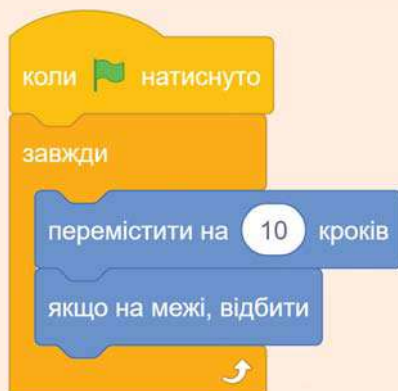 коли натиснуто
завжди
перемістити на 10 кроків
якщо на межі, відбити